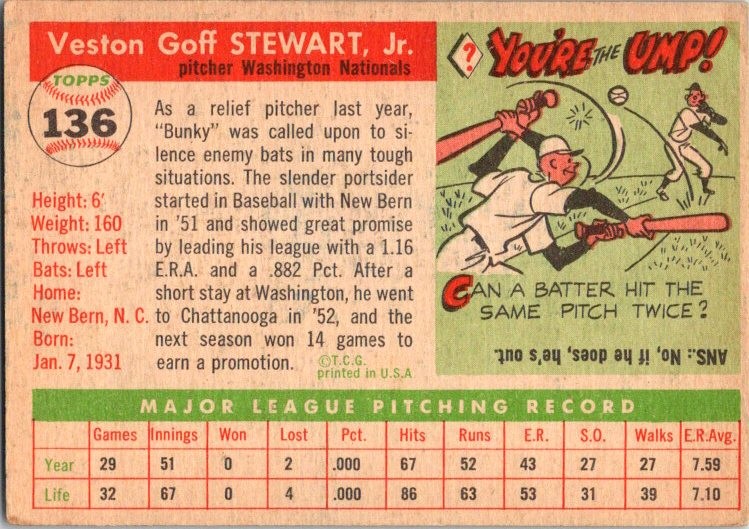 Veston Goff STEWART, Jr.
pitcher Washington Nationals
TOPPS
136
Height: 6'
Weight: 160
Throws: Left
Bats: Left
Home:
New Bern, N. C.
Born:
Jan. 7, 1931
As a relief pitcher last year,
"Bunky" was called upon to si-
lence enemy bats in many tough
situations. The slender portsider
started in Baseball with New Bern
in '51 and showed great promise
by leading his league with a 1.16
E.R.A. and a .882 Pct. After a
short stay at Washington, he went
to Chattanooga in '52, and the
next season won 14 games to
earn a promotion.
©T.C.G.
printed in U.S.A
?
YOU'RE THE UMP!
CAN A BATTER HIT THE
SAME PITCH TWICE?
ANS.: No, if he does, he's out.
MAJOR LEAGUE PITCHING RECORD
Games Innings Won Lost Pct. Hits Runs E.R. S.O. Walks E.R.Avg.
Year 29 51 0 2 .000 67 52 43 27 27 7.59
Life 32 67 0 4 .000 86 63 53 31 39 7.10